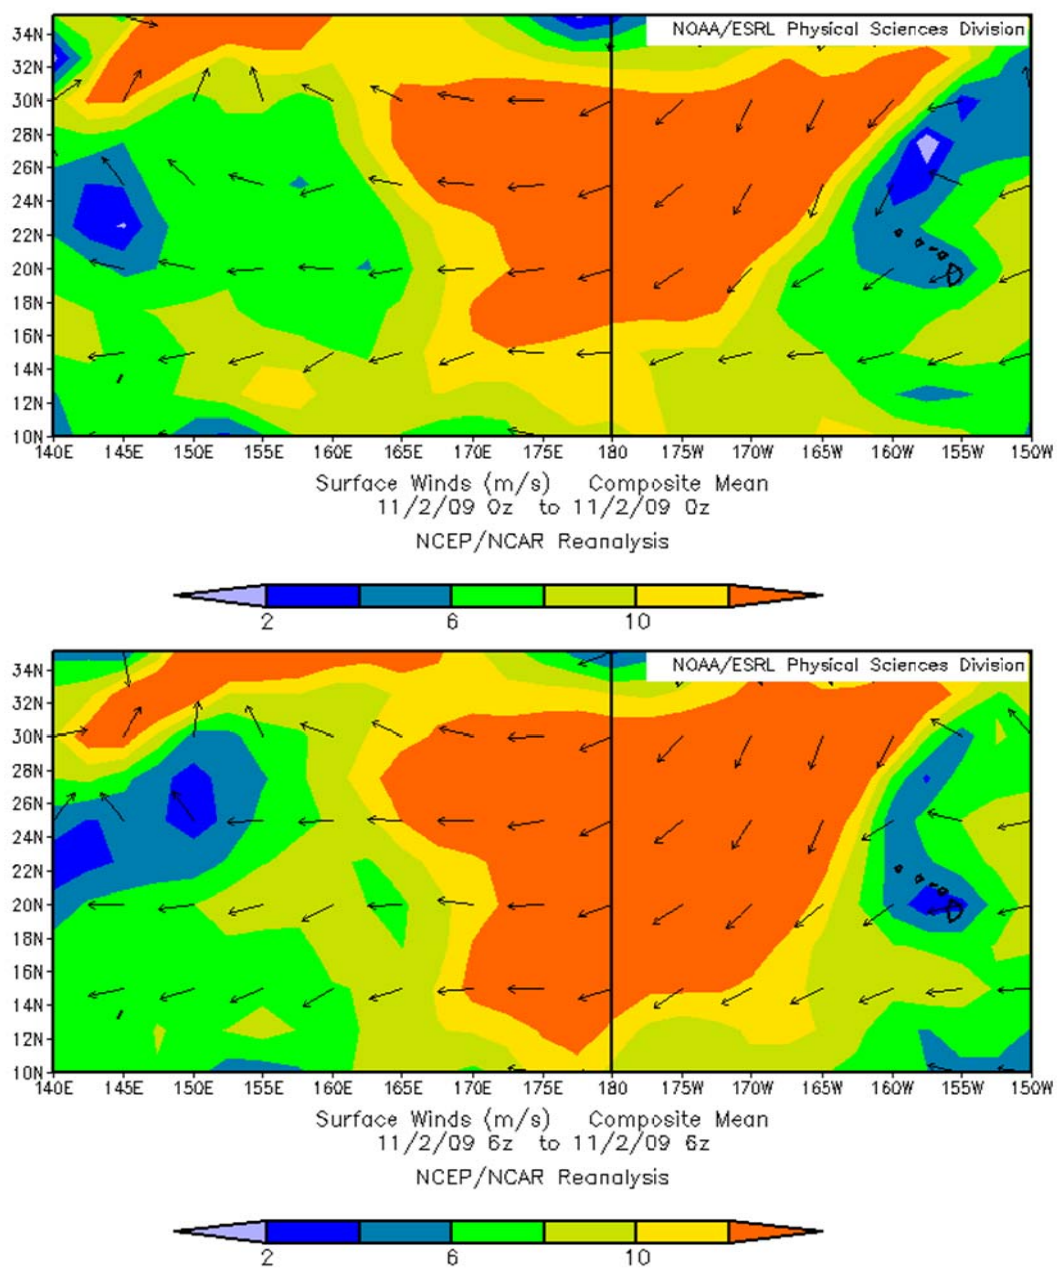 NOAA/ESRL Physical Sciences Division
34N
32N
30N
28N
26N
24N
22N
20N
18N
16N
14N
12N
10N
140E 145E 150E 155E 160E 165E 170E 175E 180 175W 170W 165W 160W 155W 150W
Surface Winds (m/s) Composite Mean
11/2/09 0z to 11/2/09 0z
NCEP/NCAR Reanalysis
2 6 10
NOAA/ESRL Physical Sciences Division
34N
32N
30N
28N
26N
24N
22N
20N
18N
16N
14N
12N
10N
140E 145E 150E 155E 160E 165E 170E 175E 180 175W 170W 165W 160W 155W 150W
Surface Winds (m/s) Composite Mean
11/2/09 6z to 11/2/09 6z
NCEP/NCAR Reanalysis
2 6 10